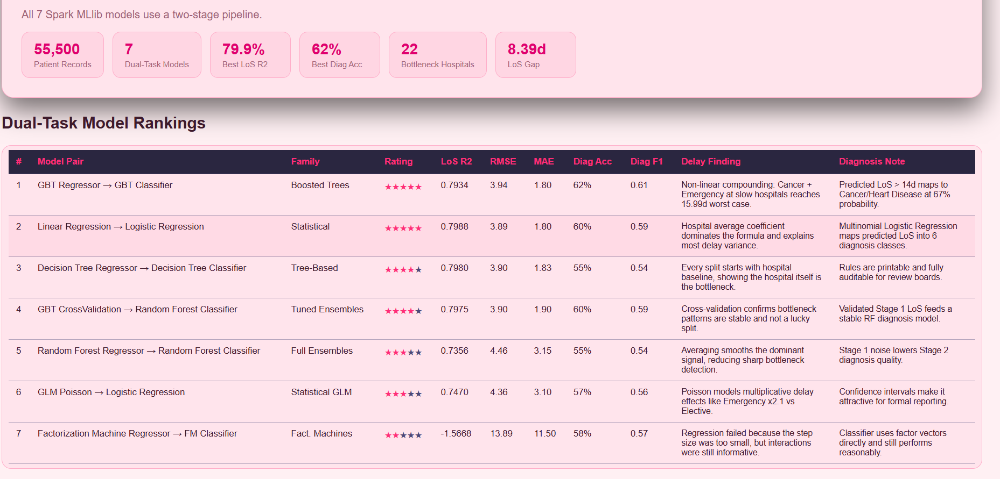 All 7 Spark MLlib models use a two-stage pipeline.
55,500
Patient Records
7
Dual-Task Models
79.9%
Best LoS R2
62%
Best Diag Acc
22
Bottleneck Hospitals
8.39d
LoS Gap
Dual-Task Model Rankings
# Model Pair Family Rating LoS R2 RMSE MAE Diag Acc Diag F1 Delay Finding Diagnosis Note
1 GBT Regressor → GBT Classifier Boosted Trees ★★★★★ 0.7934 3.94 1.80 62% 0.61 Non-linear compounding: Cancer +
Emergency at slow hospitals reaches
15.99d worst case.
Predicted LoS > 14d maps to
Cancer/Heart Disease at 67%
probability.
2 Linear Regression → Logistic Regression Statistical ★★★★★ 0.7988 3.89 1.80 60% 0.59 Hospital average coefficient
dominates the formula and explains
most delay variance.
Multinomial Logistic Regression
maps predicted LoS into 6
diagnosis classes.
3 Decision Tree Regressor → Decision Tree Classifier Tree-Based ★★★★★ 0.7980 3.90 1.83 55% 0.54 Every split starts with hospital
baseline, showing the hospital itself is
the bottleneck.
Rules are printable and fully
auditable for review boards.
4 GBT CrossValidation → Random Forest Classifier Tuned Ensembles ★★★★★ 0.7975 3.90 1.90 60% 0.59 Cross-validation confirms bottleneck
patterns are stable and not a lucky
split.
Validated Stage 1 LoS feeds a
stable RF diagnosis model.
5 Random Forest Regressor → Random Forest Classifier Full Ensembles ★★★★★ 0.7356 4.46 3.15 55% 0.54 Averaging smooths the dominant
signal, reducing sharp bottleneck
detection.
Stage 1 noise lowers Stage 2
diagnosis quality.
6 GLM Poisson → Logistic Regression Statistical GLM ★★★★★ 0.7470 4.36 3.10 57% 0.56 Poisson models multiplicative delay
effects like Emergency x2.1 vs
Elective.
Confidence intervals make it
attractive for formal reporting.
7 Factorization Machine Regressor → FM Classifier Fact. Machines ★★★★★ -1.5668 13.89 11.50 58% 0.57 Regression failed because the step
size was too small, but interactions
were still informative.
Classifier uses factor vectors
directly and still performs
reasonably.